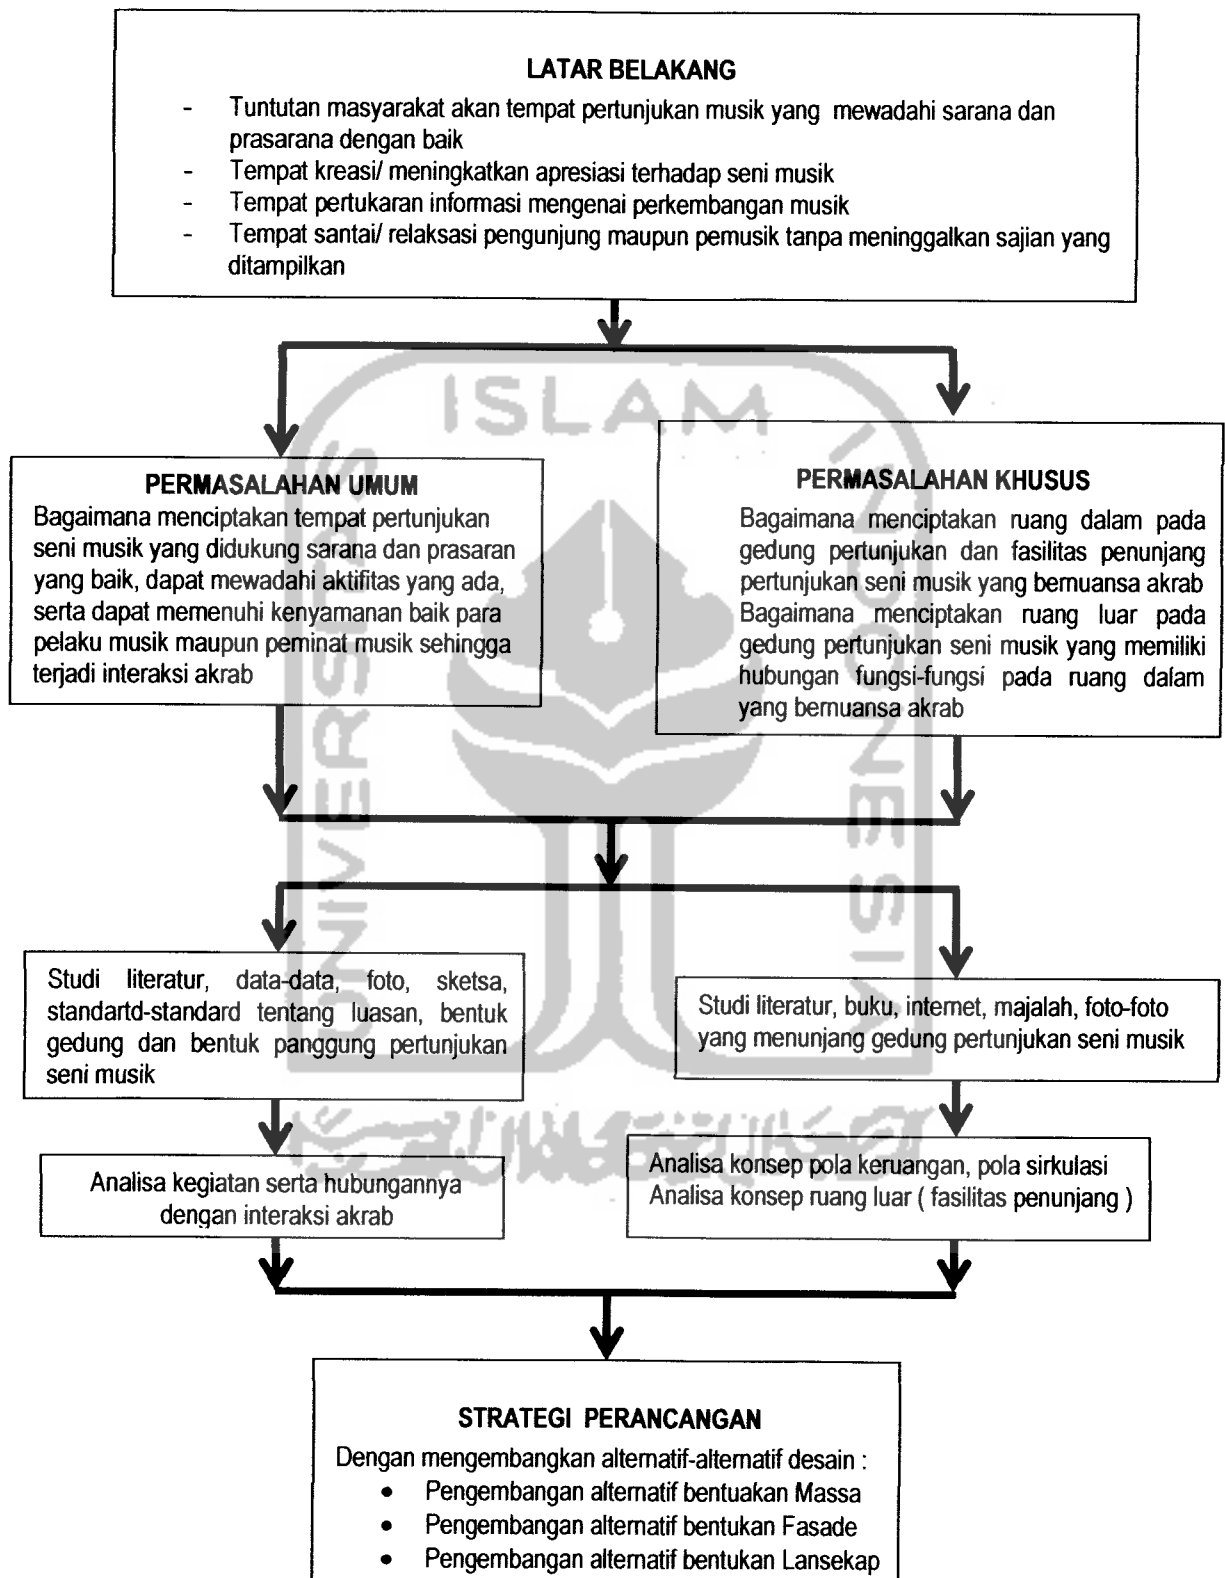 LATAR BELAKANG
- Tuntutan masyarakat akan tempat pertunjukan musik yang mewadahi sarana dan
prasarana dengan baik
- Tempat kreasi/ meningkatkan apresiasi terhadap seni musik
- Tempat pertukaran informasi mengenai perkembangan musik
- Tempat santai/ relaksasi pengunjung maupun pemusik tanpa meninggalkan sajian yang
ditampilkan
PERMASALAHAN UMUM
Bagaimana menciptakan tempat pertunjukan
seni musik yang didukung sarana dan prasaran
yang baik, dapat mewadahi aktifitas yang ada,
serta dapat memenuhi kenyamanan baik para
pelaku musik maupun peminat musik sehingga
terjadi interaksi akrab
PERMASALAHAN KHUSUS
Bagaimana menciptakan ruang dalam pada
gedung pertunjukan dan fasilitas penunjang
pertunjukan seni musik yang bernuansa akrab
Bagaimana menciptakan ruang luar pada
gedung pertunjukan seni musik yang memiliki
hubungan fungsi-fungsi pada ruang dalam
yang bernuansa akrab
Studi literatur, data-data, foto, sketsa,
standartd-standard tentang luasan, bentuk
gedung dan bentuk panggung pertunjukan
seni musik
Studi literatur, buku, internet, majalah, foto-foto
yang menunjang gedung pertunjukan seni musik
Analisa kegiatan serta hubungannya
dengan interaksi akrab
Analisa konsep pola keruangan, pola sirkulasi
Analisa konsep ruang luar ( fasilitas penunjang )
STRATEGI PERANCANGAN
Dengan mengembangkan alternatif-alternatif desain :
• Pengembangan alternatif bentuakan Massa
• Pengembangan alternatif bentukan Fasade
• Pengembangan alternatif bentukan Lansekap
UNIVERSITAS
ISLAM
INDONESIA